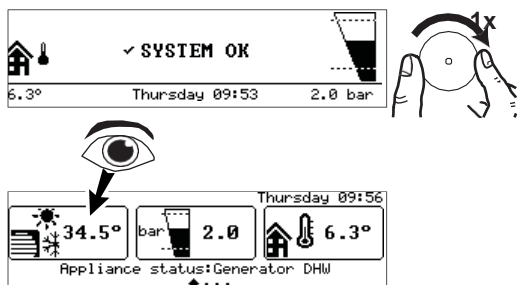 1x
✓ SYSTEM OK
6.3° Thursday 09:53 2.0 bar
Thursday 09:56
34.5° bar 2.0 6.3°
Appliance status:Generator DHW